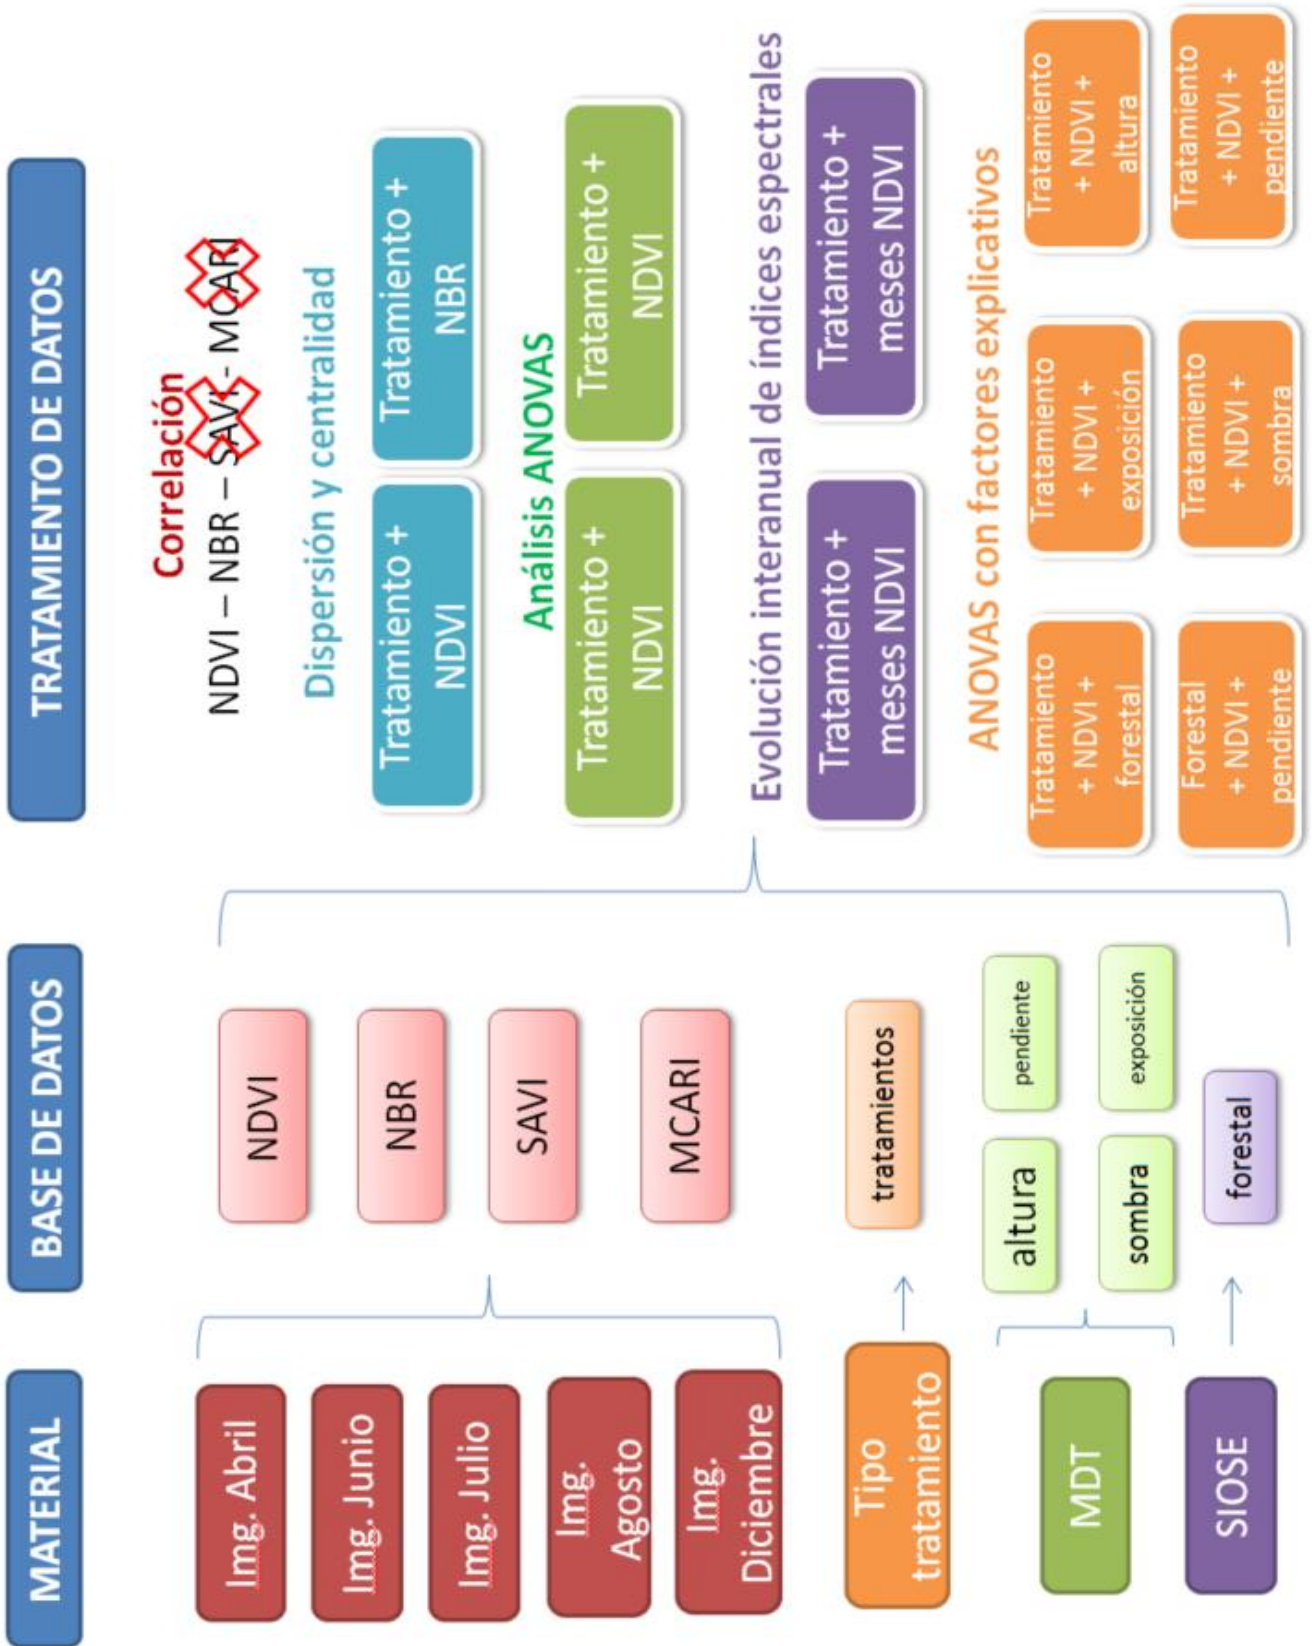 MATERIAL
Img. Abril
Img. Junio
Img. Julio
Img.
Agosto
Img.
Diciembre
Tipo
tratamiento
MDT
SIOSE
BASE DE DATOS
NDVI
NBR
SAVI
MCARI
tratamientos
altura
pendiente
sombra
exposición
forestal
TRATAMIENTO DE DATOS
Correlación
NDVI – NBR – SAVI - MCARI
Dispersión y centralidad
Tratamiento +
NDVI
Tratamiento +
NBR
Análisis ANOVAS
Tratamiento +
NDVI
Tratamiento +
NDVI
Evolución interanual de índices espectrales
Tratamiento +
meses NDVI
Tratamiento +
meses NDVI
ANOVAS con factores explicativos
Tratamiento
+ NDVI +
forestal
Tratamiento
+ NDVI +
exposición
Tratamiento
+ NDVI +
altura
Forestal
+ NDVI +
pendiente
Tratamiento
+ NDVI +
sombra
Tratamiento
+ NDVI +
pendiente